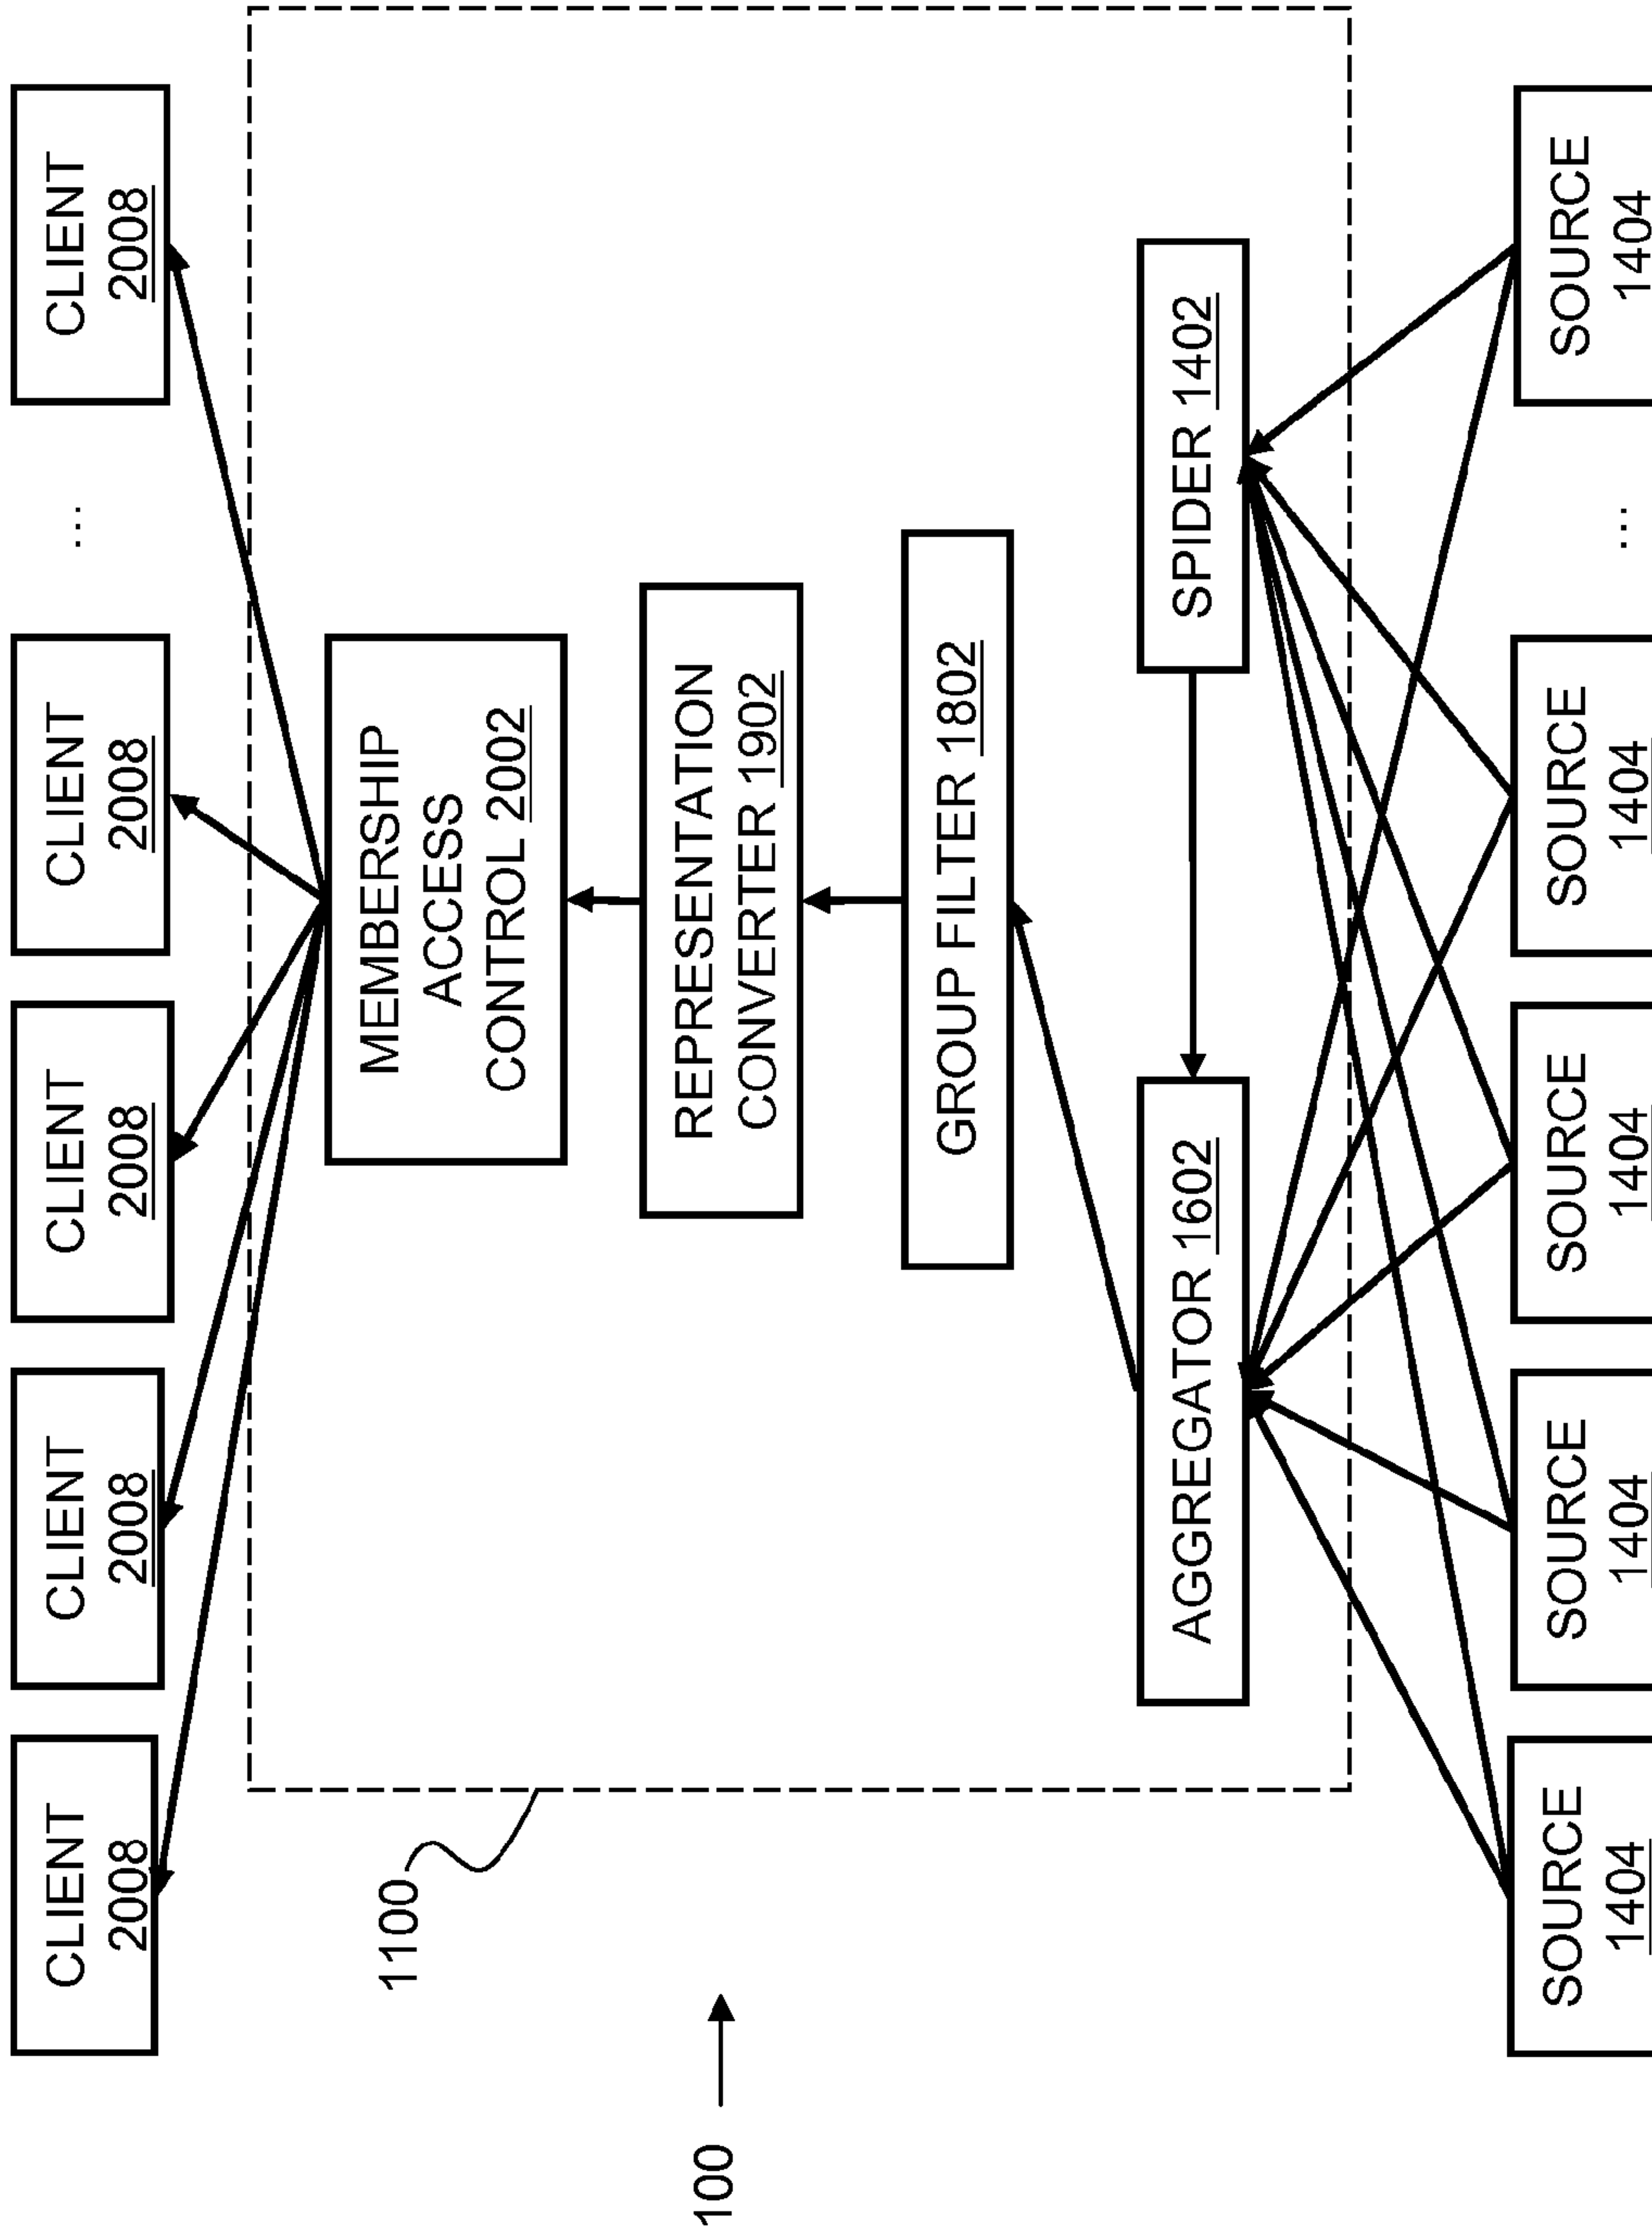 CLIENT
2008
CLIENT
2008
CLIENT
2008
CLIENT
2008
...
CLIENT
2008
1100
MEMBERSHIP
ACCESS
CONTROL 2002
REPRESENTATION
CONVERTER 1902
100
GROUP FILTER 1802
AGGREGATOR 1602
SPIDER 1402
SOURCE
1404
SOURCE
1404
SOURCE
1404
SOURCE
1404
...
SOURCE
1404